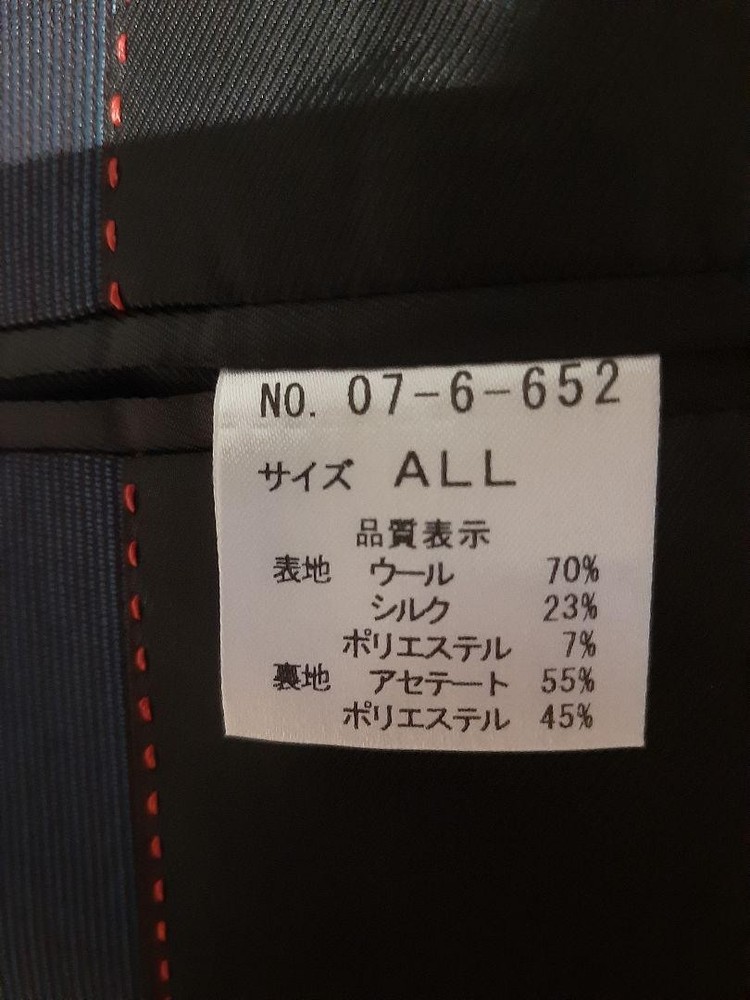 NO. 07-6-652
サイズ ALL
品質表示
表地 ウール 70%
シルク 23%
ポリエステル 7%
裏地 アセテート 55%
ポリエステル 45%